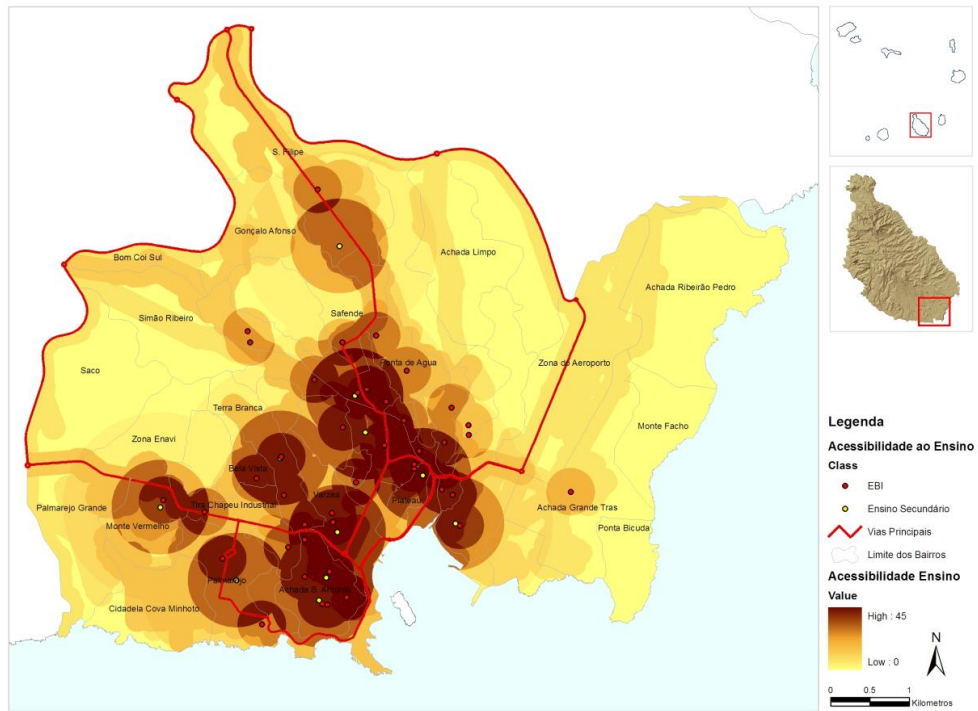 S. Filipe
Gonçalo Afonso
Bom Coi Sul
Achada Limpo
Achada Ribeirão Pedro
Simão Ribeiro
Safende
Saco
Ponta de Agua
Zona do Aeroporto
Terra Branca
Monte Facho
Zona Enavi
Bela Vista
Palmarejo Grande
Tira Chapeu Industrial
Varzea
Plateau
Achada Grande Tras
Monte Vermelho
Ponta Bicuda
Palmarejo
Achada S. Antonio
Cidadela Cova Minhoto
Legenda
Acessibilidade ao Ensino
Class
EBI
Ensino Secundário
Vias Principais
Limite dos Bairros
Acessibilidade Ensino
Value
High : 45
Low : 0
N
0 0.5 1
Kilometros